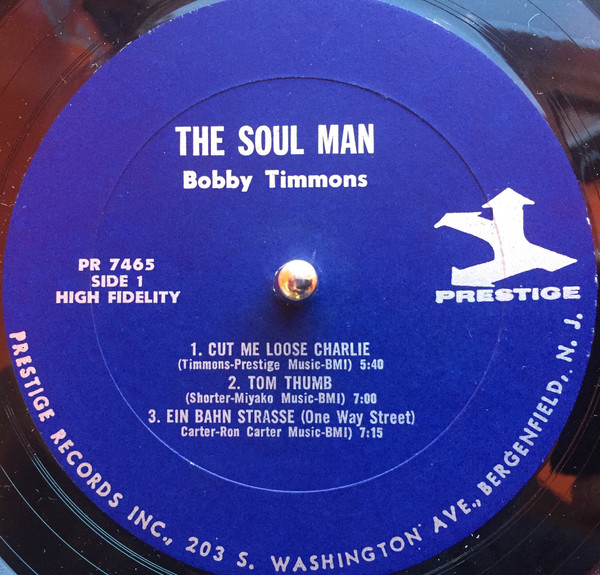 THE SOUL MAN
Bobby Timmons
PRESTIGE
PR 7465
SIDE 1
HIGH FIDELITY
1. CUT ME LOOSE CHARLIE
(Timmons-Prestige Music-BMI) 5:40
2. TOM THUMB
(Shorter-Miyako Music-BMI) 7:00
3. EIN BAHN STRASSE (One Way Street)
Carter-Ron Carter Music-BMI) 7:15
PRESTIGE RECORDS INC., 203 S. WASHINGTON AVE., BERGENFIELD, N. J.